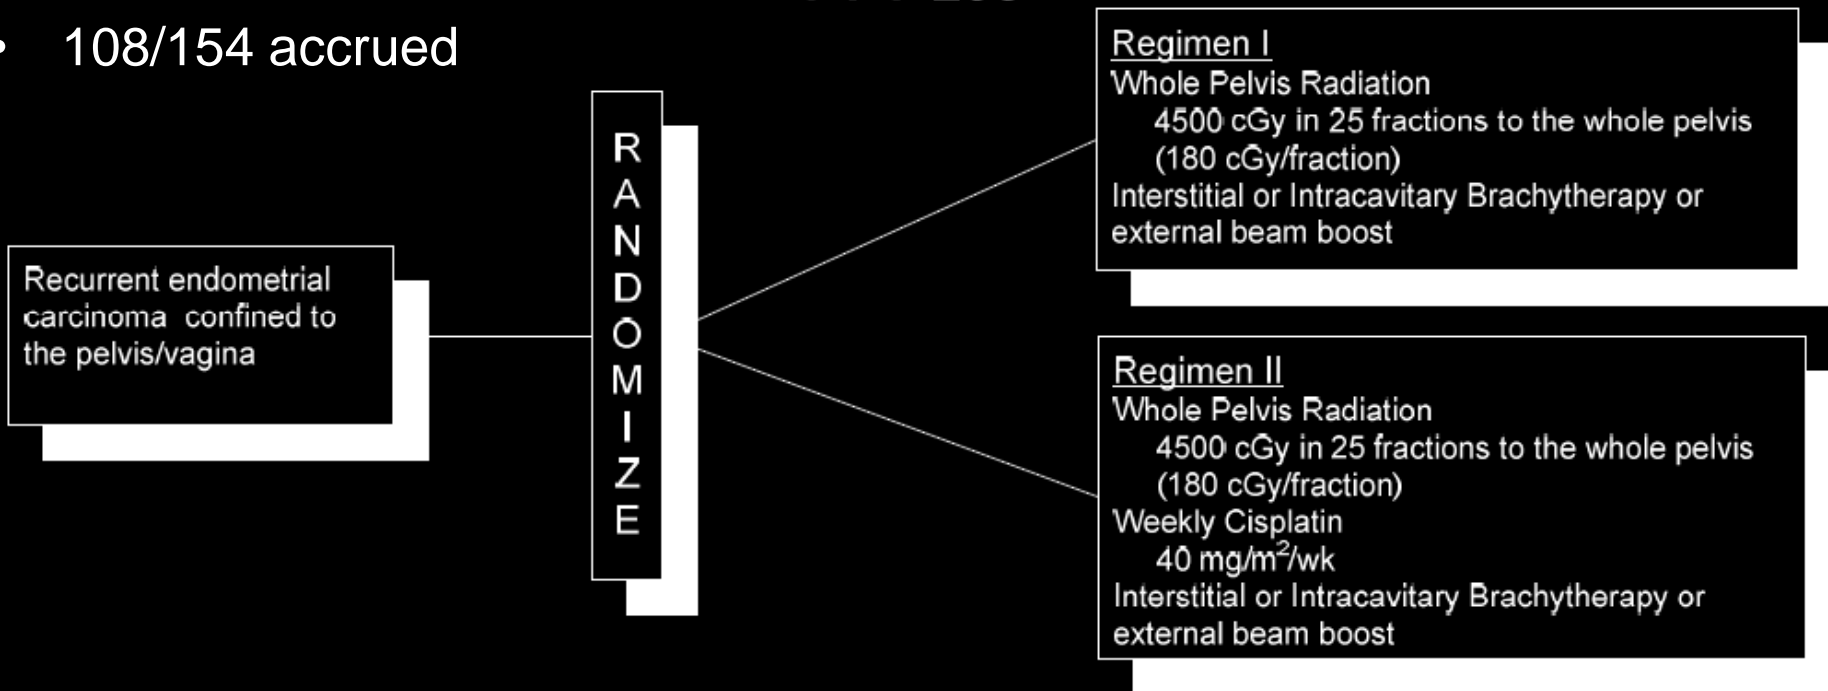 • 108/154 accrued
Recurrent endometrial
carcinoma confined to
the pelvis/vagina
R
A
N
D
O
M
I
Z
E
Regimen I
Whole Pelvis Radiation
4500 cGy in 25 fractions to the whole pelvis
(180 cGy/fraction)
Interstitial or Intracavitary Brachytherapy or
external beam boost
Regimen II
Whole Pelvis Radiation
4500 cGy in 25 fractions to the whole pelvis
(180 cGy/fraction)
Weekly Cisplatin
40 mg/m²/wk
Interstitial or Intracavitary Brachytherapy or
external beam boost